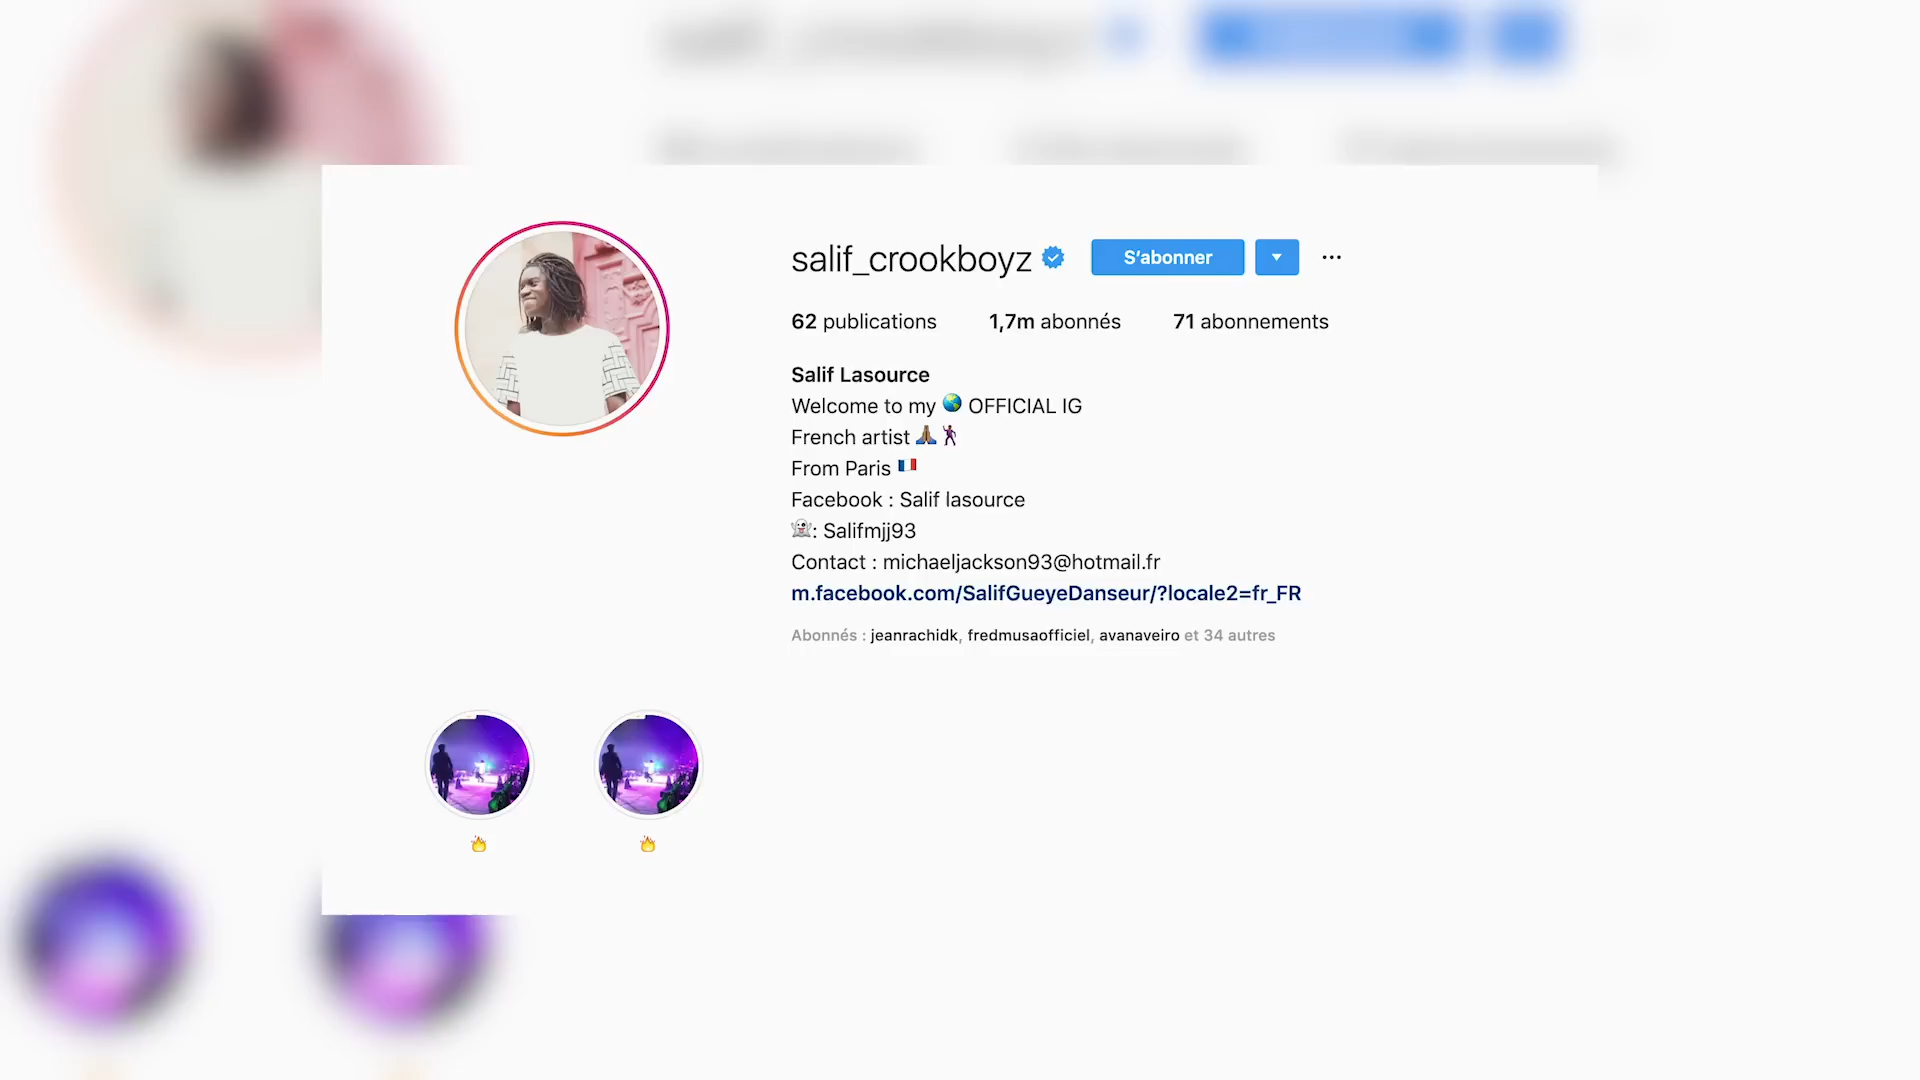 salif_crookboyz S'abonner
62 publications 1,7m abonnés 71 abonnements
Salif Lasource
Welcome to my 🌎 OFFICIAL IG
French artist 🙏🏾🕺🏾
From Paris 🇫🇷
Facebook : Salif lasource
👻: Salifmjj93
Contact : michaeljackson93@hotmail.fr
m.facebook.com/SalifGueyeDanseur/?locale2=fr_FR
Abonnés : jeanrachidk, fredmusaofficiel, avanaveiro et 34 autres
🔥 🔥